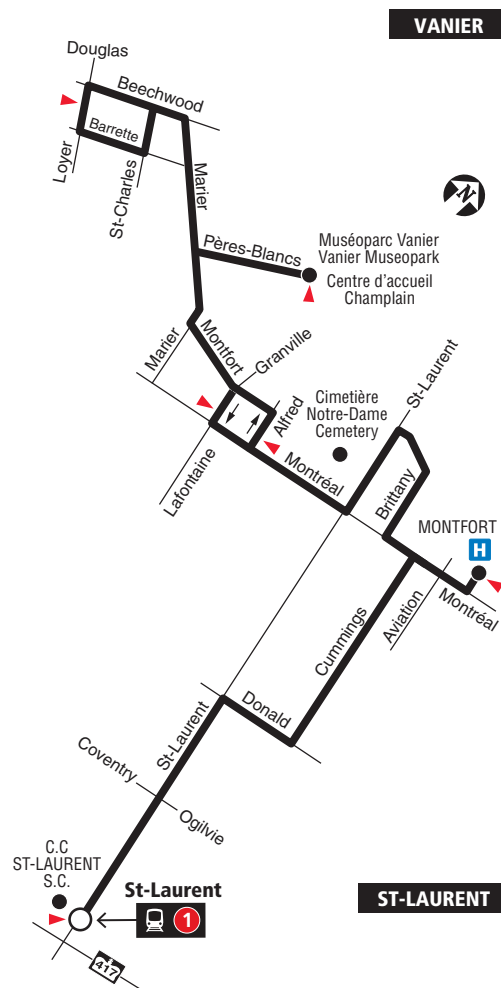 VANIER
Douglas
Beechwood
Barrette
Loyer
St-Charles
Marier
N
Pères-Blancs
Muséoparc Vanier
Vanier Museopark
Centre d'accueil
Champlain
Marier
Montfort
Granville
St-Laurent
Alfred
Cimetière
Notre-Dame
Cemetery
Lafontaine
Montréal
Brittany
MONTFORT
H
Montréal
Aviation
Cummings
Donald
St-Laurent
Coventry
Ogilvie
C.C
ST-LAURENT
S.C.
St-Laurent
1
417
ST-LAURENT